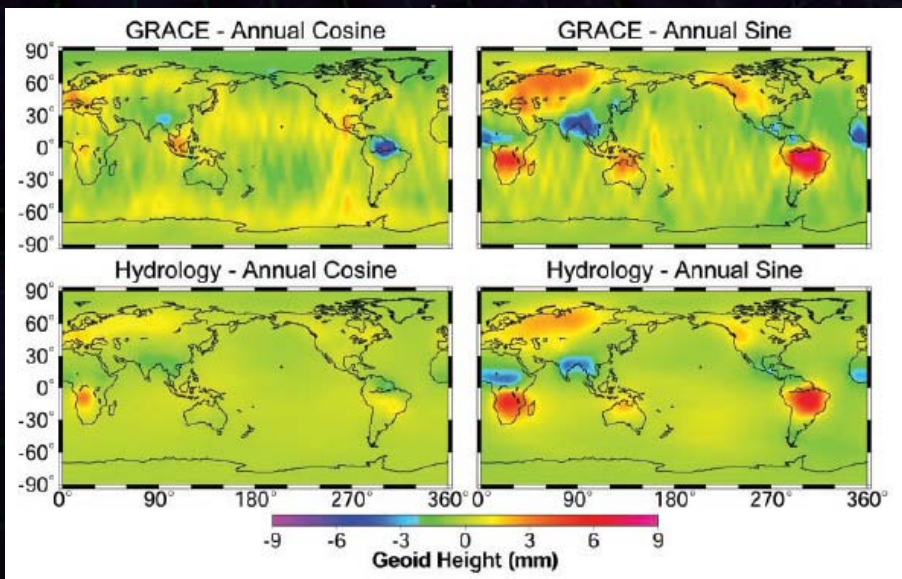 GRACE - Annual Cosine
GRACE - Annual Sine
90°
60°
30°
0°
-30°
-60°
-90°
Hydrology - Annual Cosine
Hydrology - Annual Sine
90°
60°
30°
0°
-30°
-60°
-90°
0° 90° 180° 270° 360° 0° 90° 180° 270° 360°
-9 -6 -3 0 3 6 9
Geoid Height (mm)